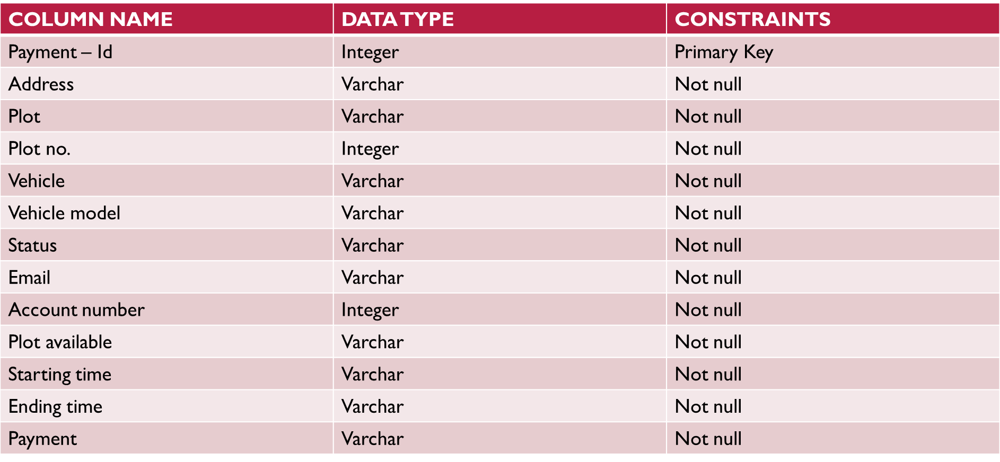 COLUMN NAME DATA TYPE CONSTRAINTS
Payment – Id Integer Primary Key
Address Varchar Not null
Plot Varchar Not null
Plot no. Integer Not null
Vehicle Varchar Not null
Vehicle model Varchar Not null
Status Varchar Not null
Email Varchar Not null
Account number Integer Not null
Plot available Varchar Not null
Starting time Varchar Not null
Ending time Varchar Not null
Payment Varchar Not null